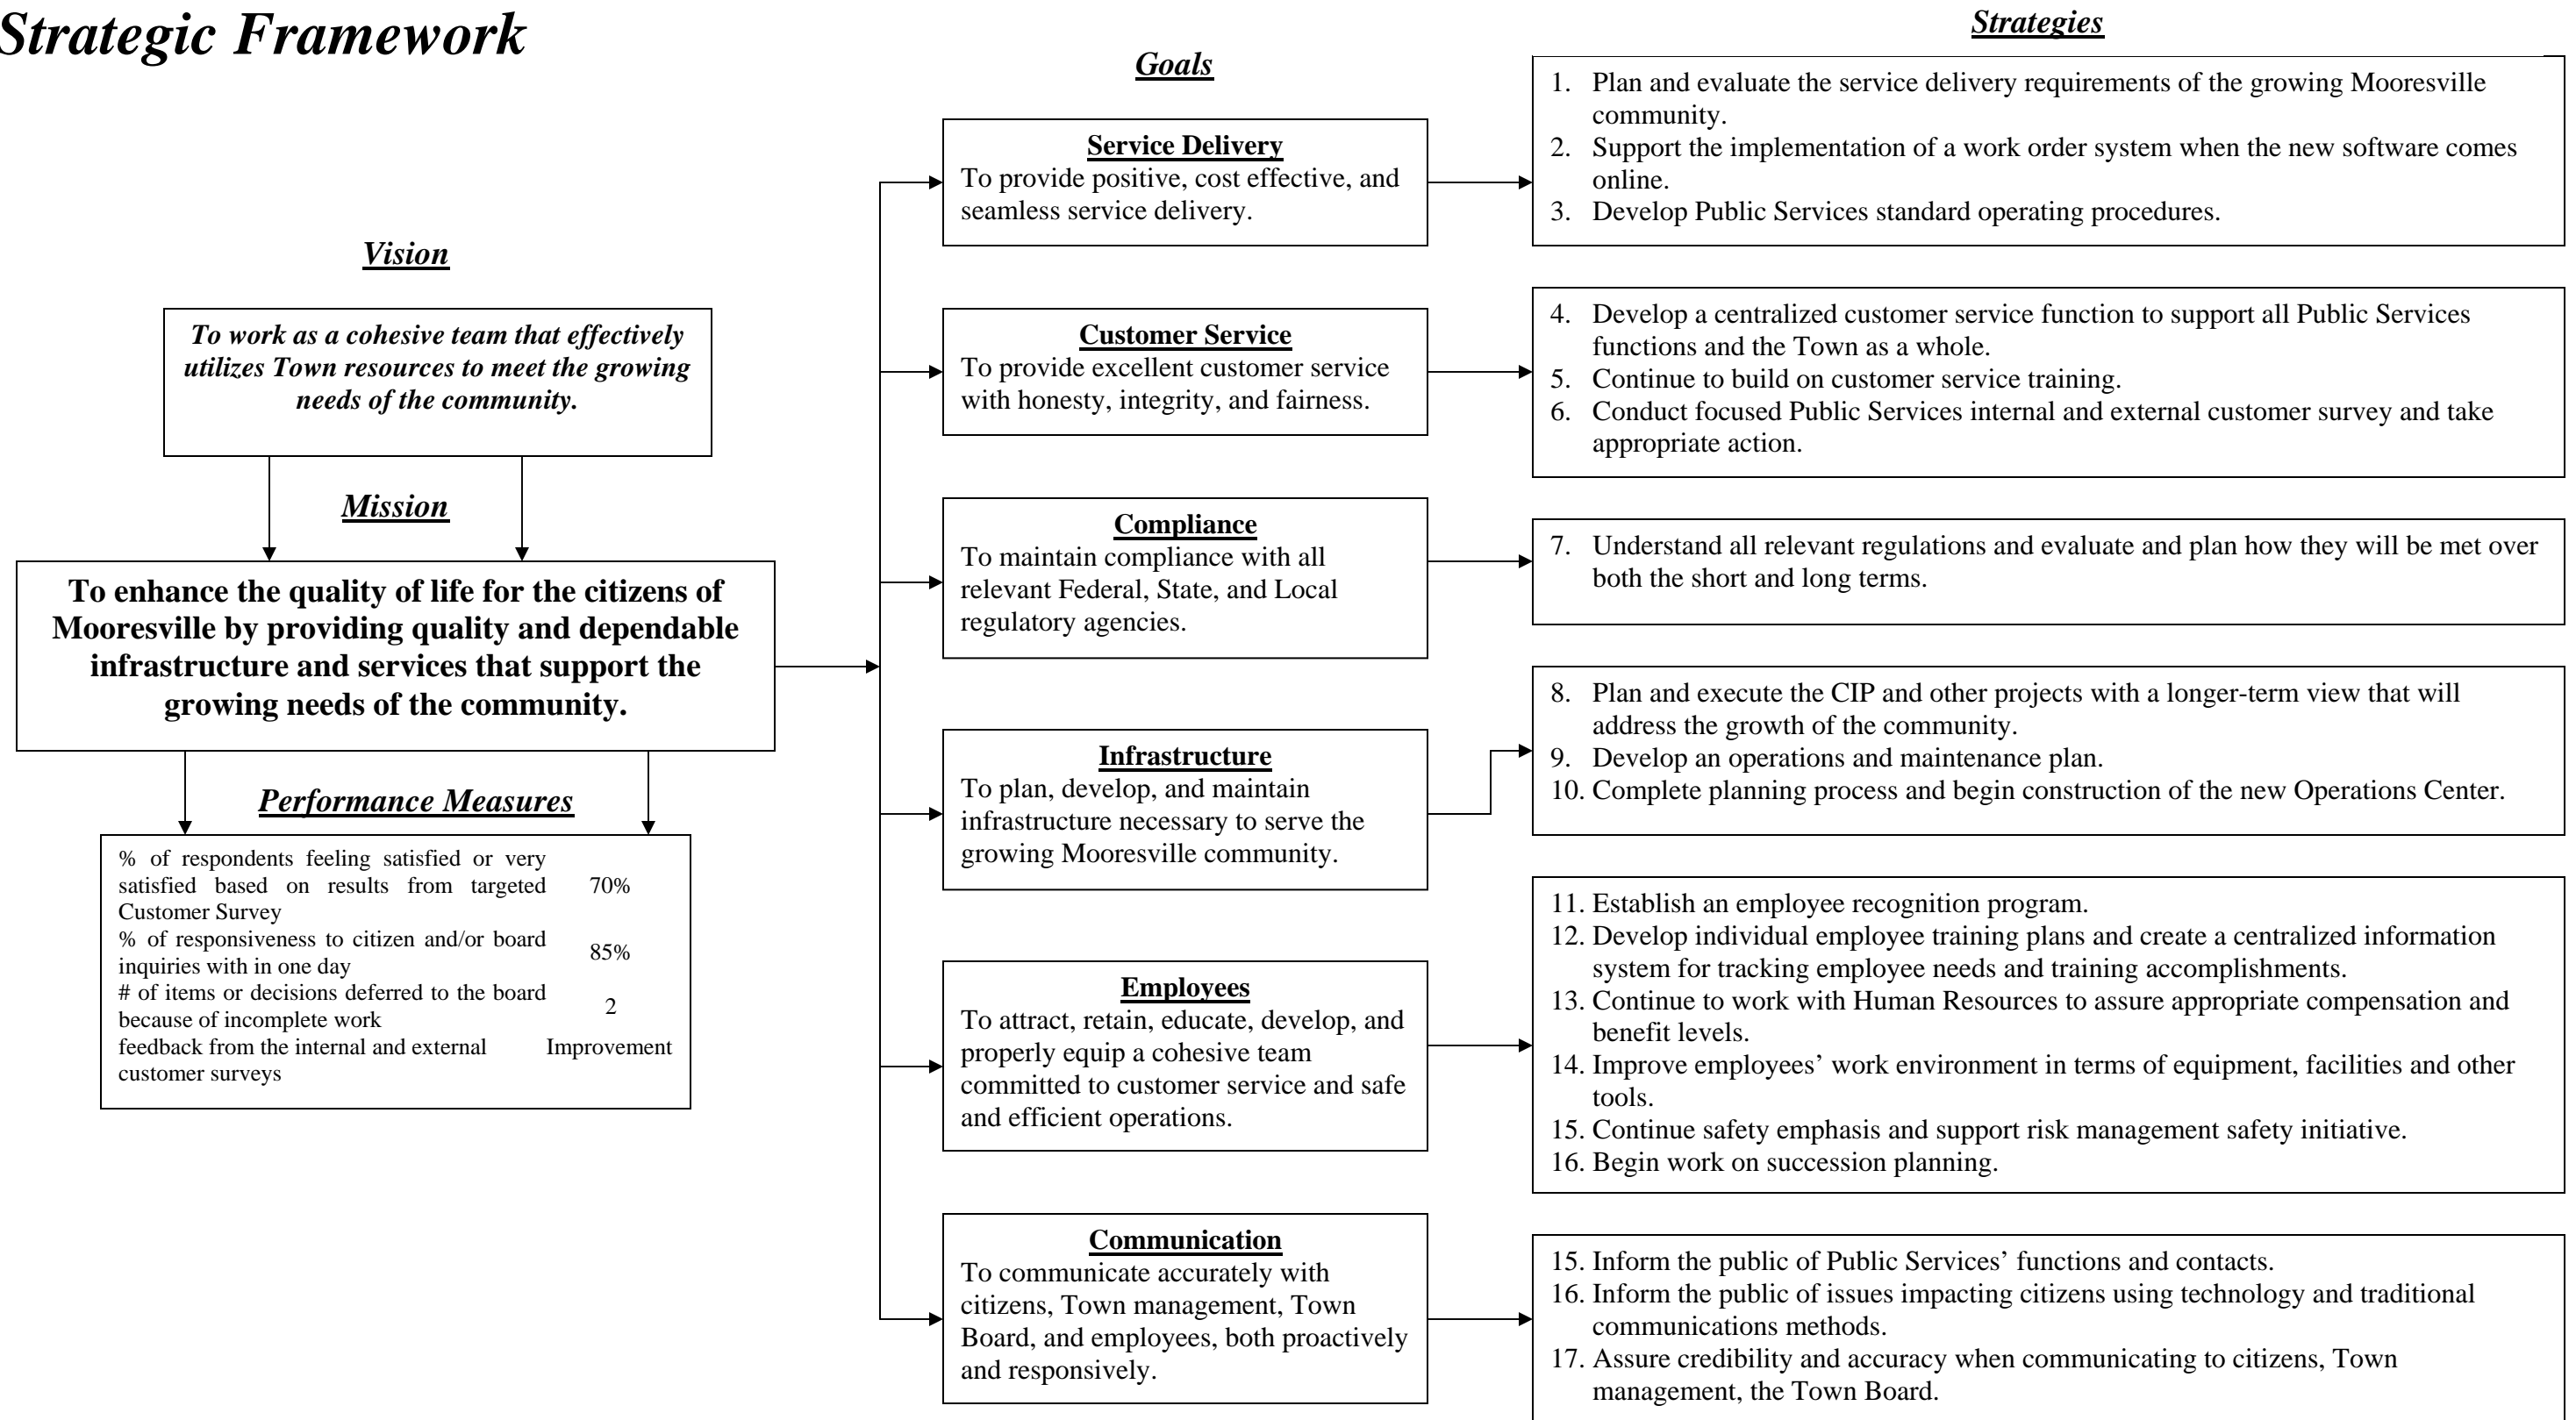 Strategic Framework
Vision
To work as a cohesive team that effectively
utilizes Town resources to meet the growing
needs of the community.
Mission
To enhance the quality of life for the citizens of
Mooresville by providing quality and dependable
infrastructure and services that support the
growing needs of the community.
Performance Measures
% of respondents feeling satisfied or very
satisfied based on results from targeted 70%
Customer Survey
% of responsiveness to citizen and/or board
inquiries with in one day 85%
# of items or decisions deferred to the board
because of incomplete work 2
feedback from the internal and external Improvement
customer surveys
Goals
Service Delivery
To provide positive, cost effective, and
seamless service delivery.
Customer Service
To provide excellent customer service
with honesty, integrity, and fairness.
Compliance
To maintain compliance with all
relevant Federal, State, and Local
regulatory agencies.
Infrastructure
To plan, develop, and maintain
infrastructure necessary to serve the
growing Mooresville community.
Employees
To attract, retain, educate, develop, and
properly equip a cohesive team
committed to customer service and safe
and efficient operations.
Communication
To communicate accurately with
citizens, Town management, Town
Board, and employees, both proactively
and responsively.
Strategies
1. Plan and evaluate the service delivery requirements of the growing Mooresville
community.
2. Support the implementation of a work order system when the new software comes
online.
3. Develop Public Services standard operating procedures.
4. Develop a centralized customer service function to support all Public Services
functions and the Town as a whole.
5. Continue to build on customer service training.
6. Conduct focused Public Services internal and external customer survey and take
appropriate action.
7. Understand all relevant regulations and evaluate and plan how they will be met over
both the short and long terms.
8. Plan and execute the CIP and other projects with a longer-term view that will
address the growth of the community.
9. Develop an operations and maintenance plan.
10. Complete planning process and begin construction of the new Operations Center.
11. Establish an employee recognition program.
12. Develop individual employee training plans and create a centralized information
system for tracking employee needs and training accomplishments.
13. Continue to work with Human Resources to assure appropriate compensation and
benefit levels.
14. Improve employees’ work environment in terms of equipment, facilities and other
tools.
15. Continue safety emphasis and support risk management safety initiative.
16. Begin work on succession planning.
15. Inform the public of Public Services’ functions and contacts.
16. Inform the public of issues impacting citizens using technology and traditional
communications methods.
17. Assure credibility and accuracy when communicating to citizens, Town
management, the Town Board.